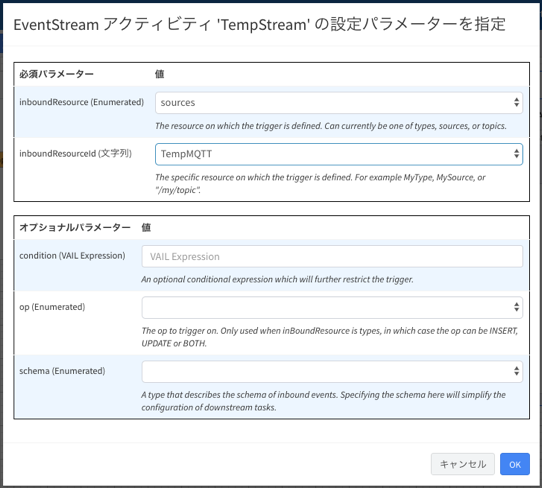 EventStream アクティビティ 'TempStream' の設定パラメーターを指定
必須パラメーター 値
inboundResource (Enumerated) sources
The resource on which the trigger is defined. Can currently be one of types, sources, or topics.
inboundResourceId (文字列) TempMQTT
The specific resource on which the trigger is defined. For example MyType, MySource, or
"/my/topic".
オプショナルパラメーター 値
condition (VAIL Expression) VAIL Expression
An optional conditional expression which will further restrict the trigger.
op (Enumerated)
The op to trigger on. Only used when inBoundResource is types, in which case the op can be INSERT,
UPDATE or BOTH.
schema (Enumerated)
A type that describes the schema of inbound events. Specifying the schema here will simplify the
configuration of downstream tasks.
キャンセル OK